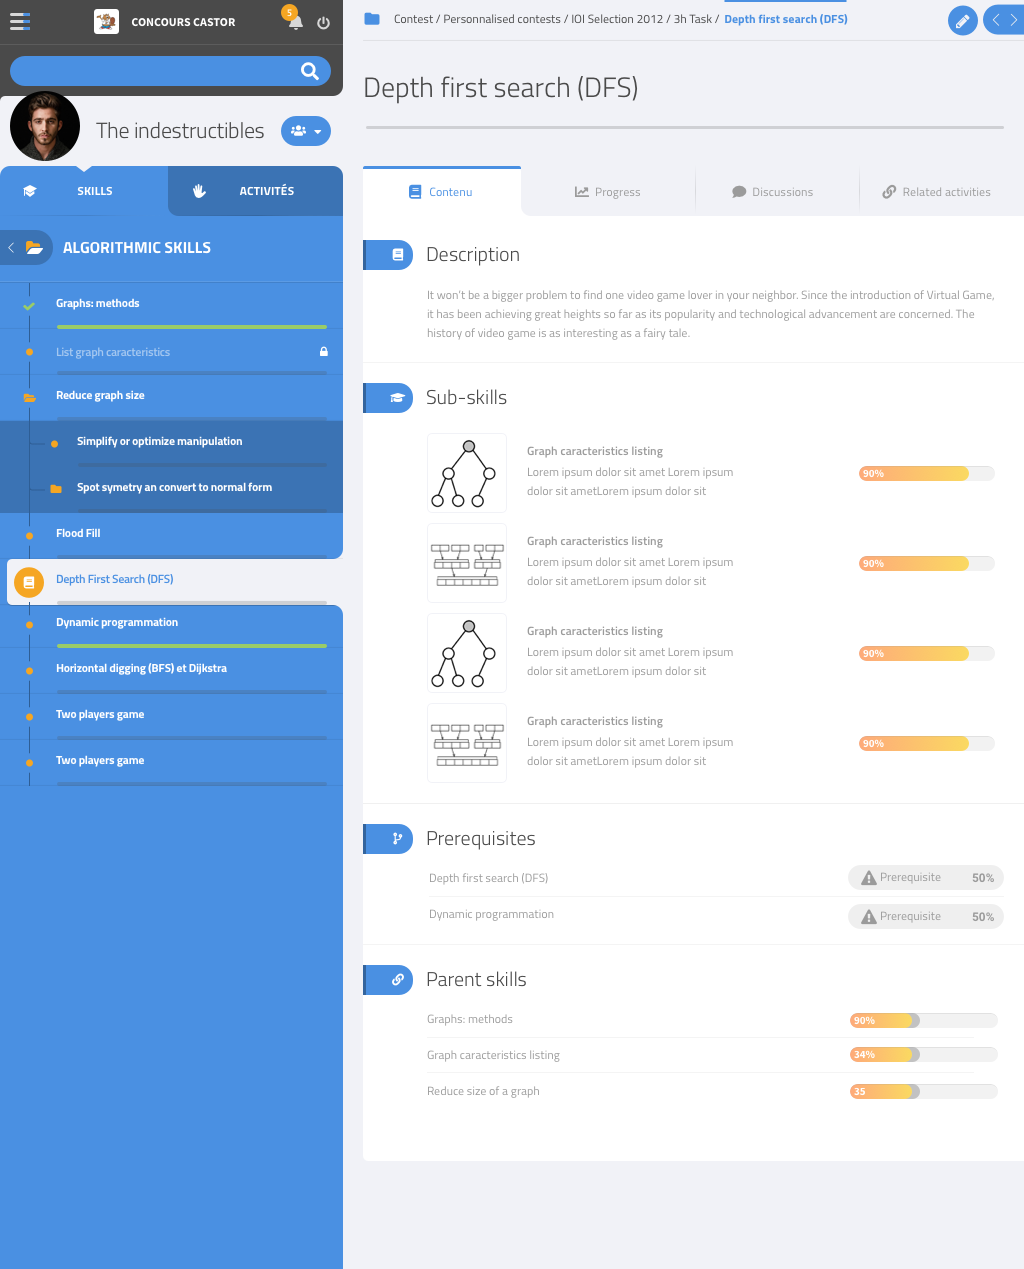 CONCOURS CASTOR
5
The indestructibles
SKILLS
ACTIVITÉS
ALGORITHMIC SKILLS
Graphs: methods
List graph caracteristics
Reduce graph size
Simplify or optimize manipulation
Spot symetry an convert to normal form
Flood Fill
Depth First Search (DFS)
Dynamic programmation
Horizontal digging (BFS) et Dijkstra
Two players game
Two players game
Contest / Personnalised contests / IOI Selection 2012 / 3h Task / Depth first search (DFS)
Depth first search (DFS)
Contenu
Progress
Discussions
Related activities
Description
It won't be a bigger problem to find one video game lover in your neighbor. Since the introduction of Virtual Game,
it has been achieving great heights so far as its popularity and technological advancement are concerned. The
history of video game is as interesting as a fairy tale.
Sub-skills
Graph caracteristics listing
Lorem ipsum dolor sit amet Lorem ipsum
dolor sit ametLorem ipsum dolor sit
90%
Graph caracteristics listing
Lorem ipsum dolor sit amet Lorem ipsum
dolor sit ametLorem ipsum dolor sit
90%
Graph caracteristics listing
Lorem ipsum dolor sit amet Lorem ipsum
dolor sit ametLorem ipsum dolor sit
90%
Graph caracteristics listing
Lorem ipsum dolor sit amet Lorem ipsum
dolor sit ametLorem ipsum dolor sit
90%
Prerequisites
Depth first search (DFS)
Prerequisite 50%
Dynamic programmation
Prerequisite 50%
Parent skills
Graphs: methods
90%
Graph caracteristics listing
34%
Reduce size of a graph
35